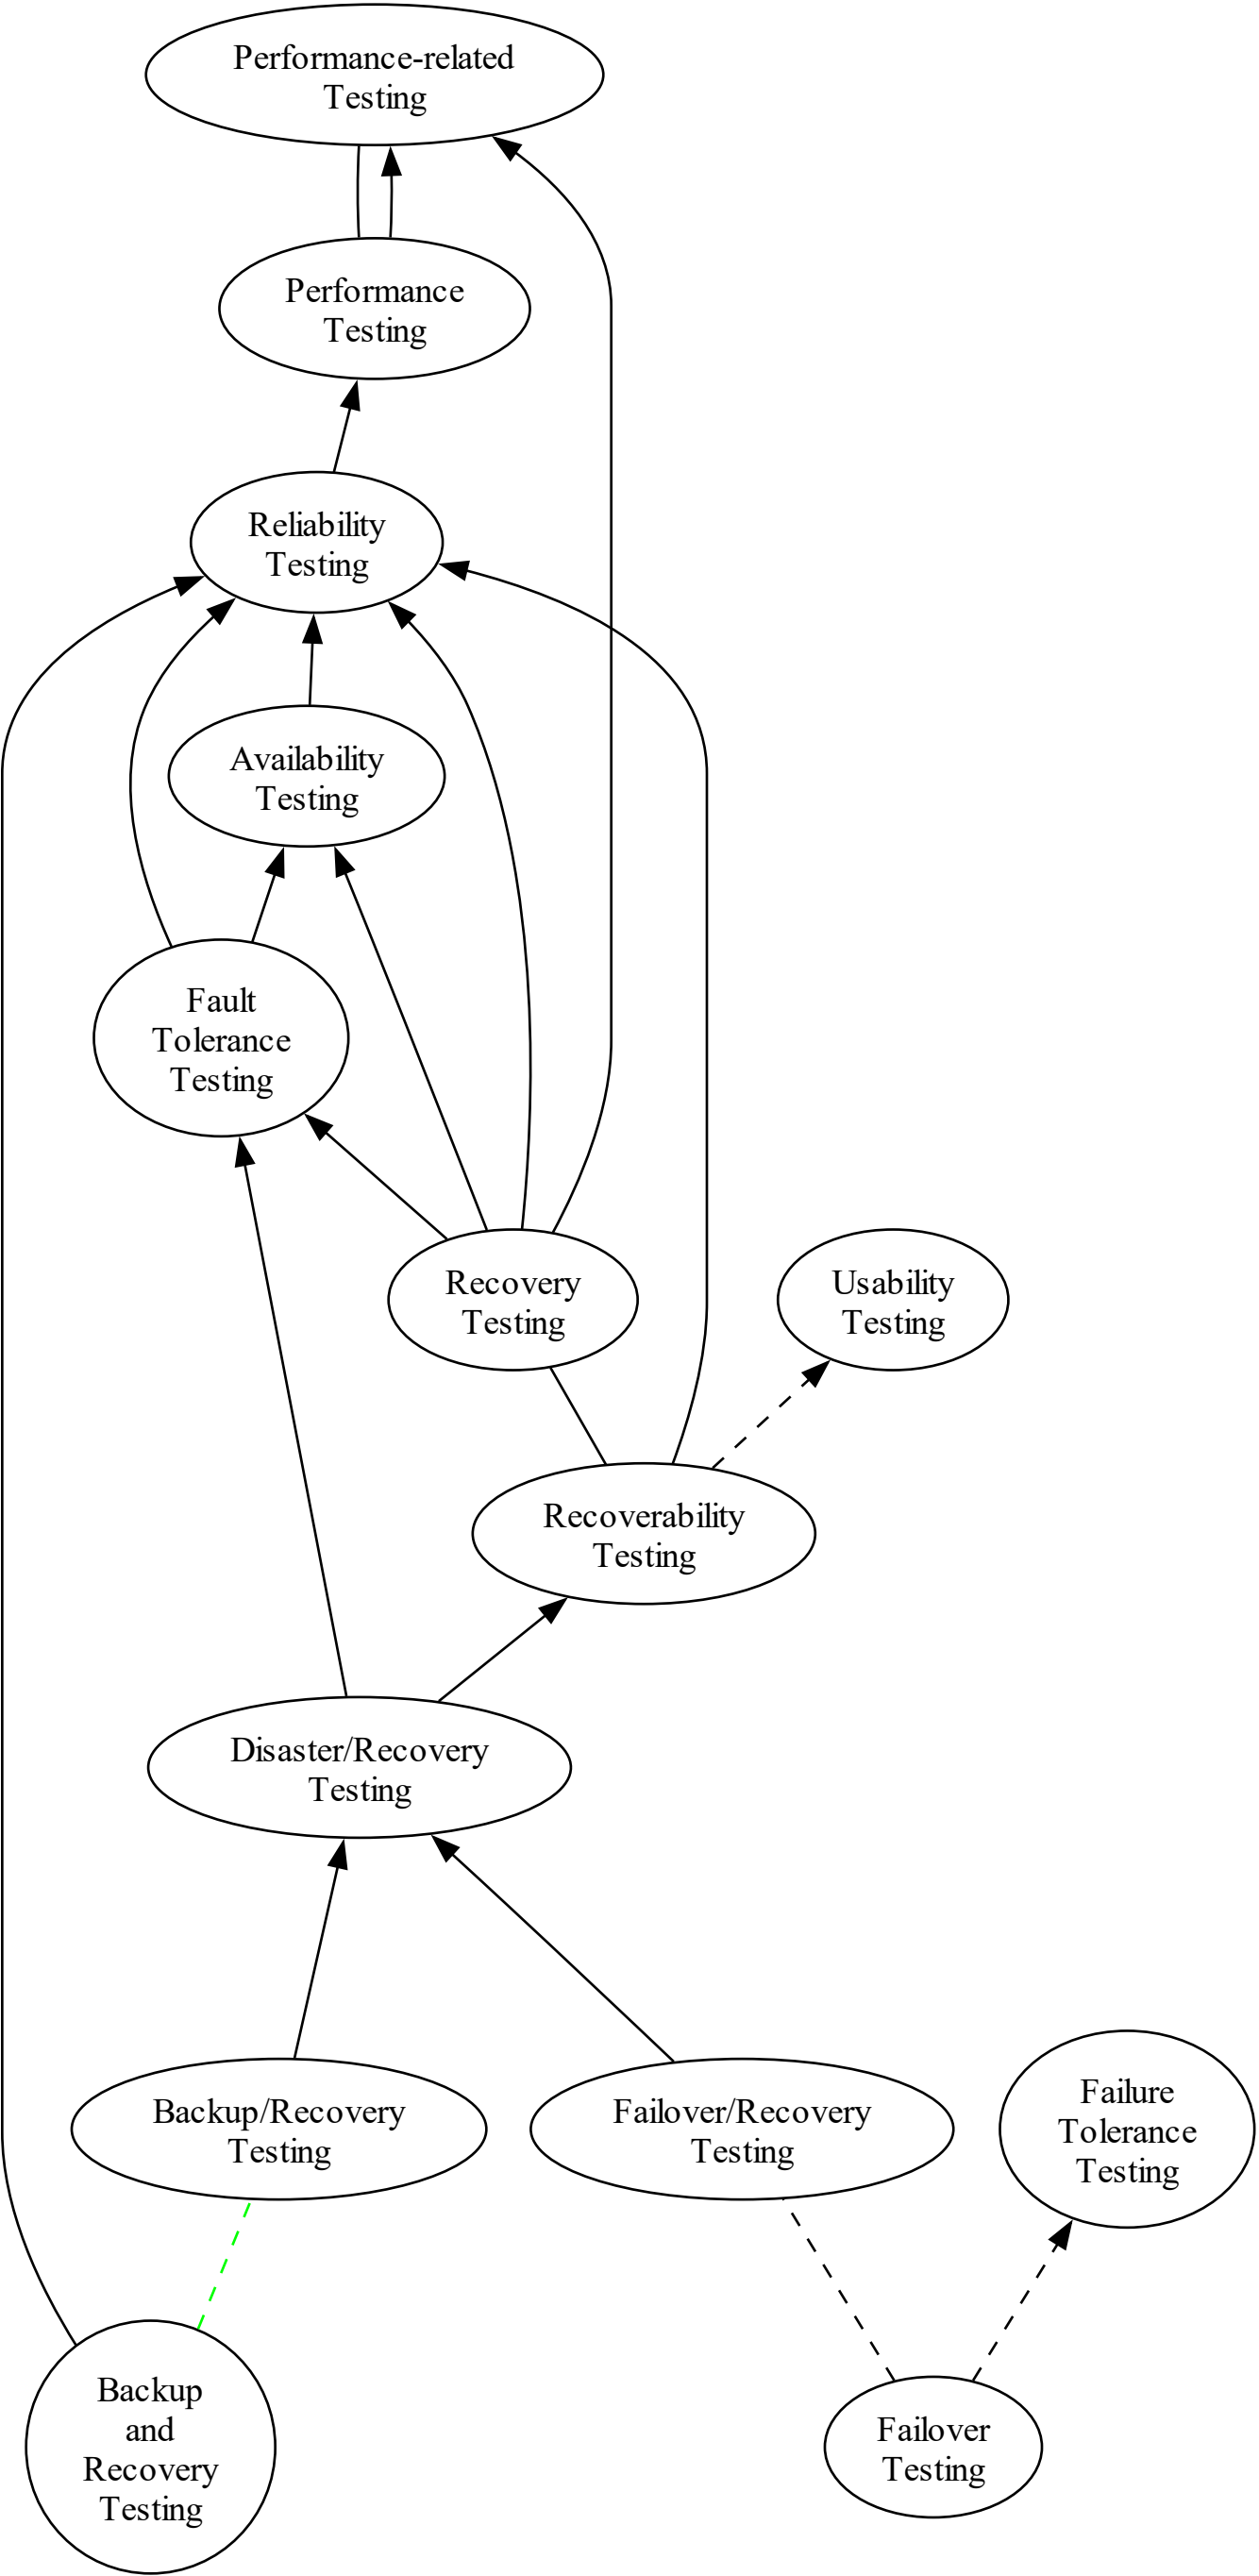 Performance-related
Testing
Performance
Testing
Reliability
Testing
Availability
Testing
Fault
Tolerance
Testing
Recovery
Testing
Usability
Testing
Recoverability
Testing
Disaster/Recovery
Testing
Backup/Recovery
Testing
Failover/Recovery
Testing
Failure
Tolerance
Testing
Backup
and
Recovery
Testing
Failover
Testing